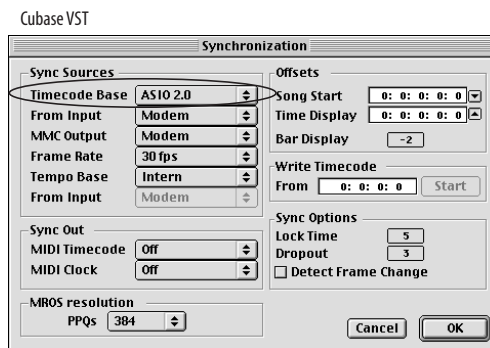 Cubase VST
Synchronization
Sync Sources
Timecode Base ASIO 2.0
From Input Modem
MMC Output Modem
Frame Rate 30 fps
Tempo Base Intern
From Input Modem
Sync Out
MIDI Timecode Off
MIDI Clock Off
MROS resolution
PPQs 384
Offsets
Song Start 0: 0: 0: 0: 0
Time Display 0: 0: 0: 0: 0
Bar Display -2
Write Timecode
From 0: 0: 0: 0 Start
Sync Options
Lock Time 5
Dropout 3
Detect Frame Change
Cancel OK